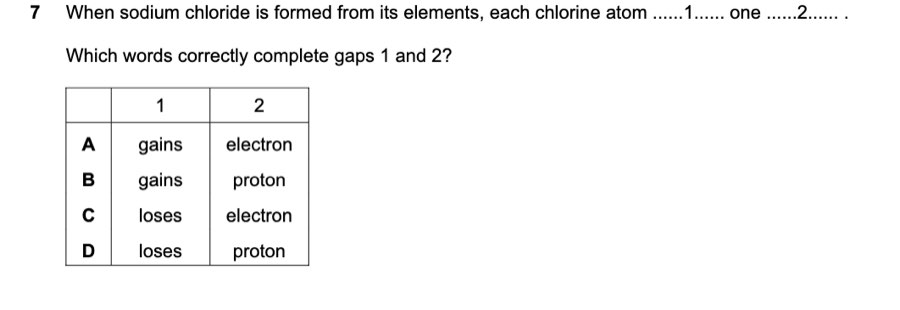 7 When sodium chloride is formed from its elements, each chlorine atom ......1...... one ......2...... .
Which words correctly complete gaps 1 and 2?
1 2
A gains electron
B gains proton
C loses electron
D loses proton